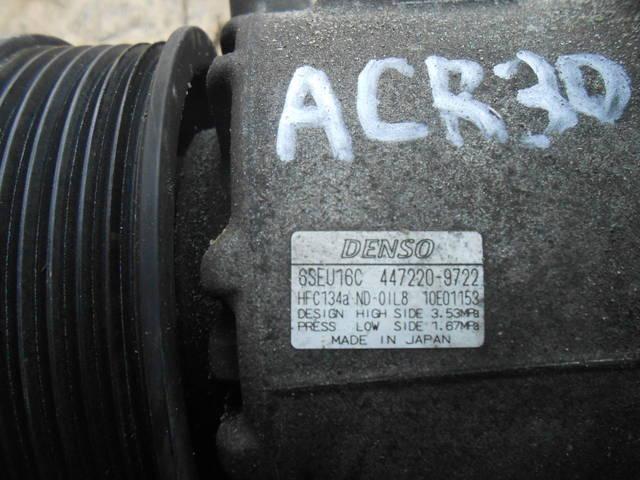 ACR30
DENSO
6SEU16C 447220-9722
HFC134a ND-OIL8 10E01153
DESIGN HIGH SIDE 3.53MPa
PRESS LOW SIDE 1.67MPa
MADE IN JAPAN